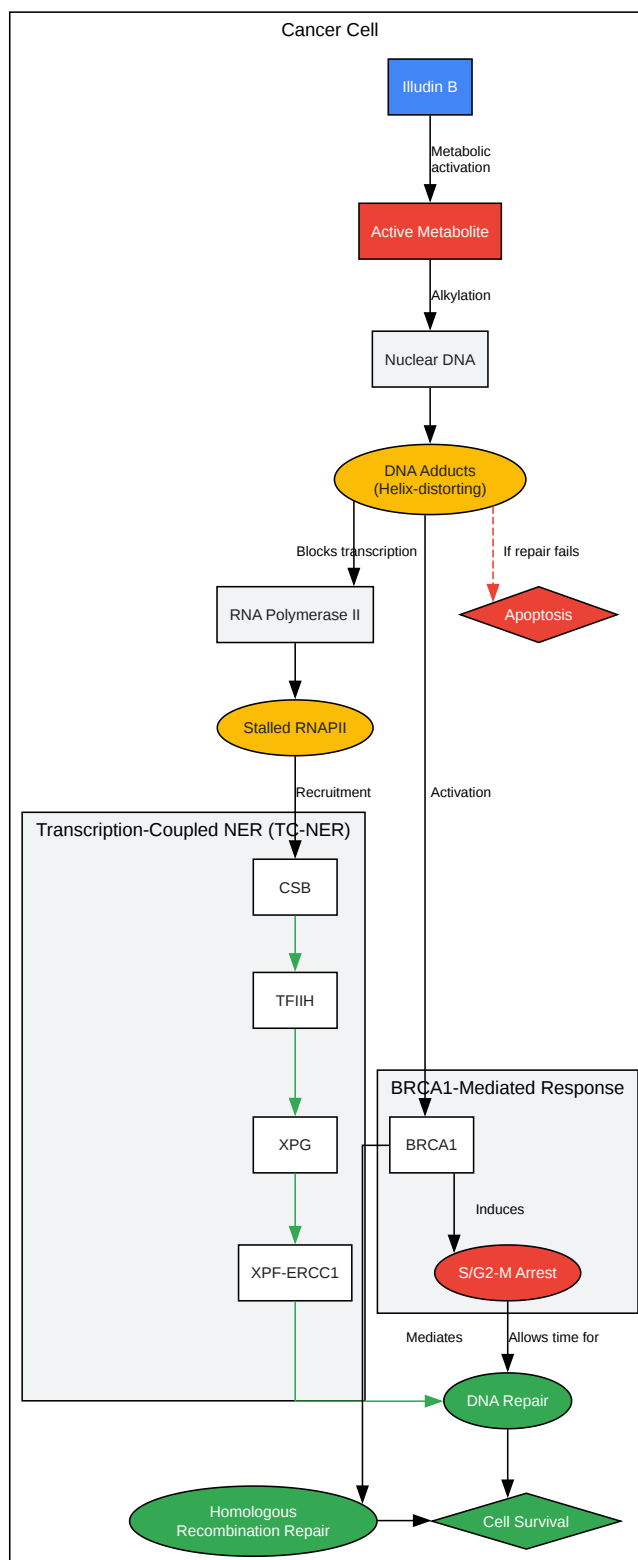 Cancer Cell
Illudin B
Metabolic
activation
Active Metabolite
Alkylation
Nuclear DNA
DNA Adducts
(Helix-distorting)
Blocks transcription
If repair fails
RNA Polymerase II
Apoptosis
Stalled RNAPII
Recruitment
Activation
Transcription-Coupled NER (TC-NER)
CSB
TFIIH
BRCA1-Mediated Response
XPG
BRCA1
Induces
XPF-ERCC1
S/G2-M Arrest
Mediates
Allows time for
DNA Repair
Homologous
Recombination Repair
Cell Survival